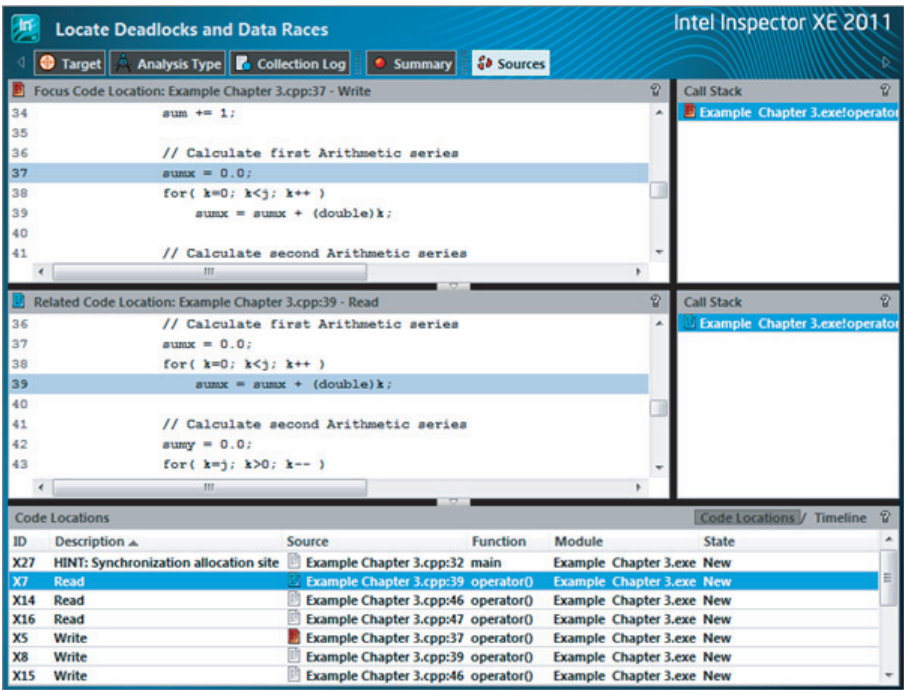 Locate Deadlocks and Data Races
Intel Inspector XE 2011
Target Analysis Type Collection Log Summary Sources
Focus Code Location: Example Chapter 3.cpp:37 - Write
?
34 sum += 1;
35
36 // Calculate first Arithmetic series
37 sumx = 0.0;
38 for( k=0; k<j; k++ )
39 sumx = sumx + (double)k;
40
41 // Calculate second Arithmetic series
Call Stack ?
Example Chapter 3.exe!operator
Related Code Location: Example Chapter 3.cpp:39 - Read
?
36 // Calculate first Arithmetic series
37 sumx = 0.0;
38 for( k=0; k<j; k++ )
39 sumx = sumx + (double)k;
40
41 // Calculate second Arithmetic series
42 sumy = 0.0;
43 for( k=j; k>0; k-- )
Call Stack ?
Example Chapter 3.exe!operator
Code Locations
Code Locations / Timeline ?
ID Description Source Function Module State
X27 HINT: Synchronization allocation site Example Chapter 3.cpp:32 main Example Chapter 3.exe New
X7 Read Example Chapter 3.cpp:39 operator() Example Chapter 3.exe New
X14 Read Example Chapter 3.cpp:46 operator() Example Chapter 3.exe New
X16 Read Example Chapter 3.cpp:47 operator() Example Chapter 3.exe New
X5 Write Example Chapter 3.cpp:37 operator() Example Chapter 3.exe New
X8 Write Example Chapter 3.cpp:39 operator() Example Chapter 3.exe New
X15 Write Example Chapter 3.cpp:46 operator() Example Chapter 3.exe New